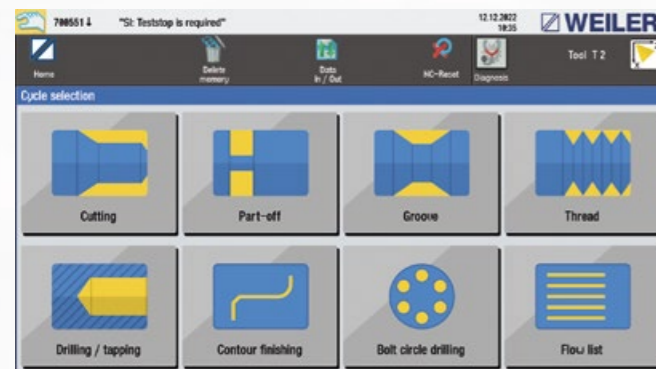 700551↓ "SI: Teststop is required" 12.12.2022 10:35 WEILER
Home
Delete memory
Data In / Out
NC-Reset
Diagnosis
Tool T 2
Cycle selection
Cutting
Part-off
Groove
Thread
Drilling / tapping
Contour finishing
Bolt circle drilling
Flow list